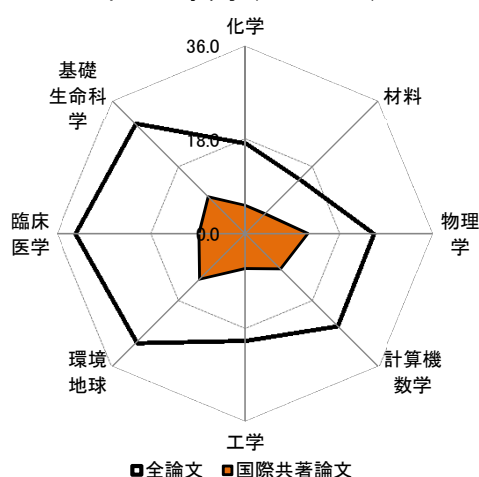 化学
36.0
基礎
生命科
学
材料
18.0
臨床
医学
0.0
物理
学
環境
地球
計算機
数学
工学
全論文 国際共著論文